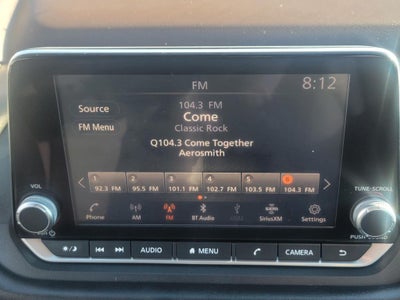 FM
8:12
104.3 FM
Source
Come
Classic Rock
FM Menu
Q104.3 Come Together
Aerosmith
1 2 3 4 5 6
92.3 FM 95.5 FM 101.1 FM 102.7 FM 103.5 FM 104.3 FM
VOL
TUNE·SCROLL
Phone AM FM BT Audio USB SiriusXM Settings
AUDIO MENU CAMERA